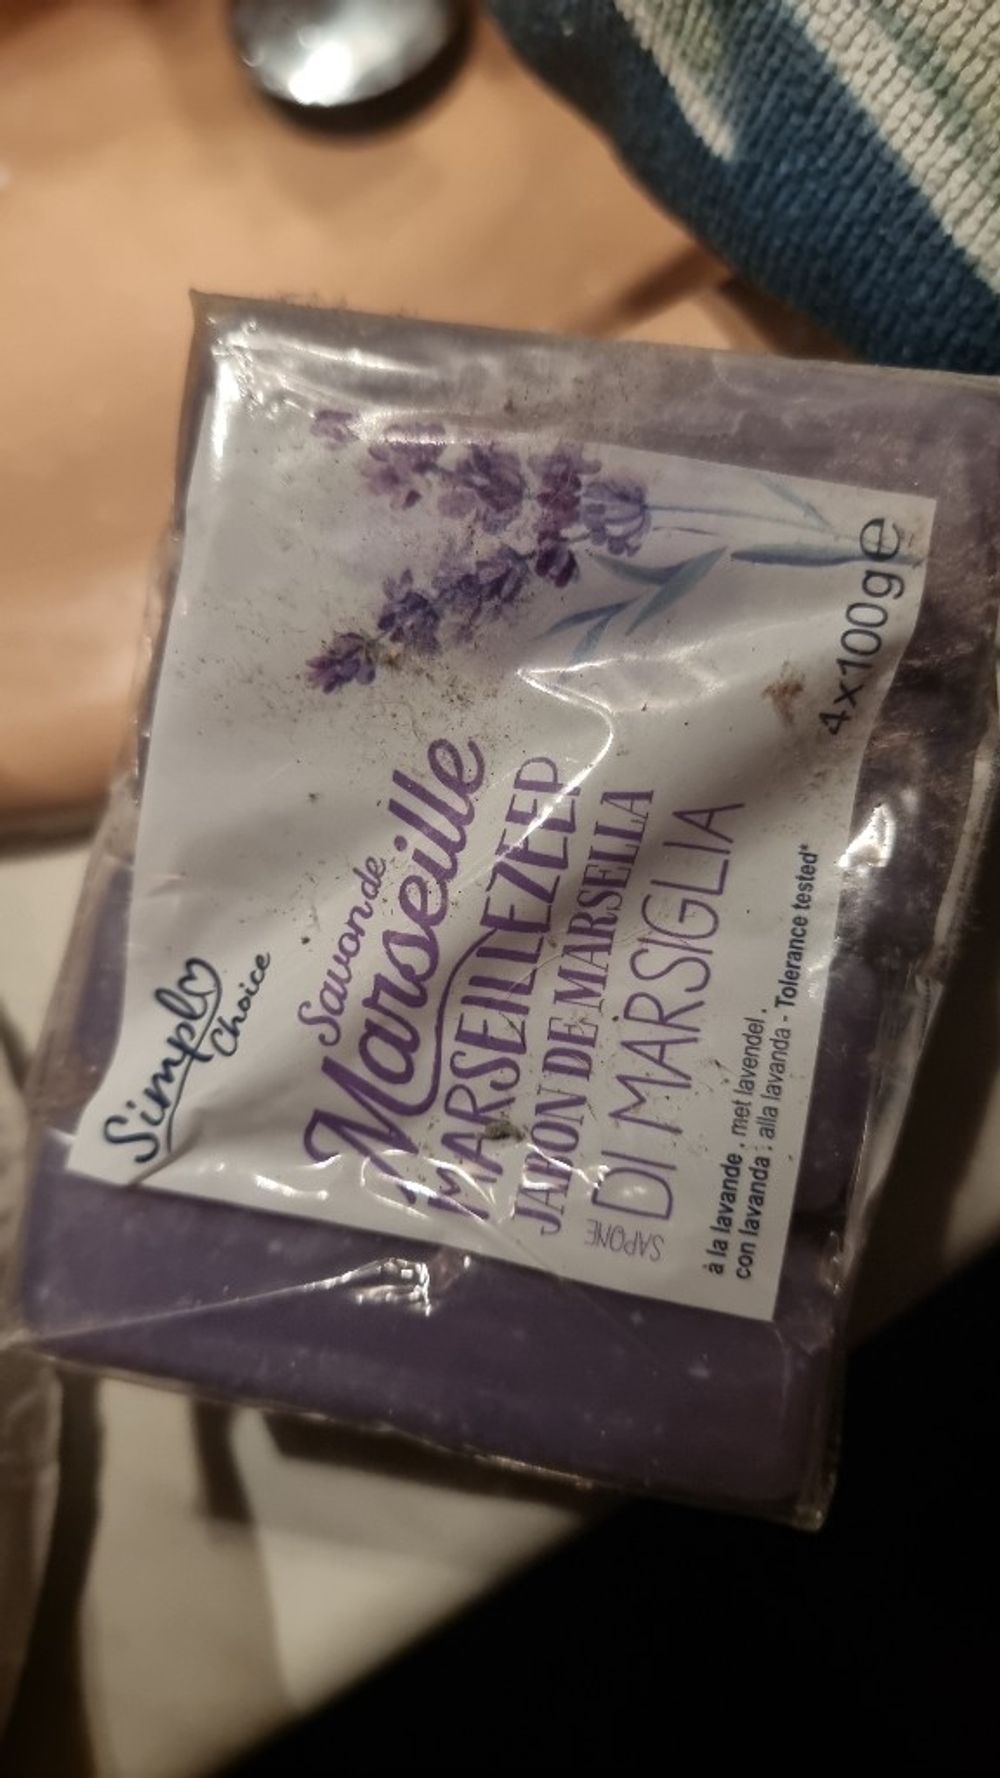 Simply
Choice
Savon de
Marseille
MARSEILLEZEEP
JABON DE MARSELLA
SAPONE
DI MARSIGLIA
à la lavande . met lavendel .
con lavanda . alla lavanda - Tolerance tested*
4x100g e